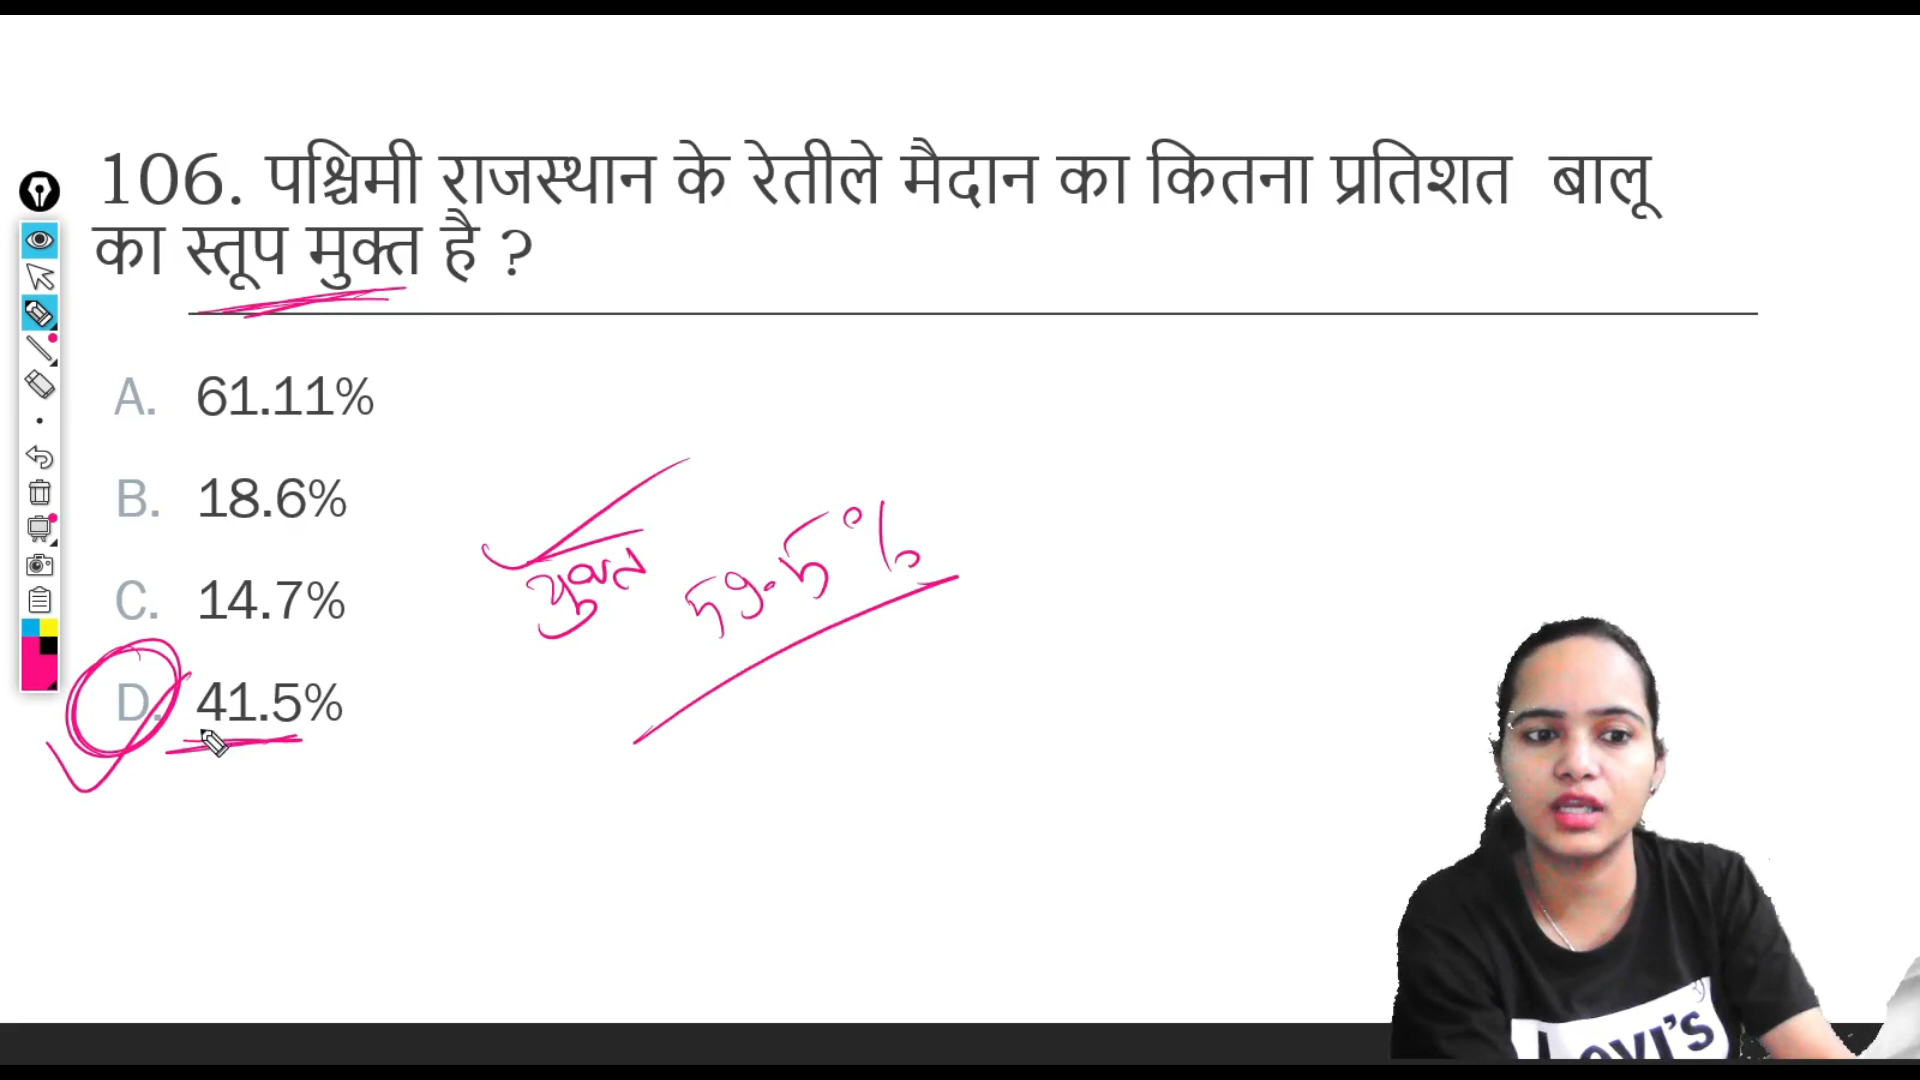 106. पश्चिमी राजस्थान के रेतीले मैदान का कितना प्रतिशत बालू
का स्तूप मुक्त है ?
A. 61.11%
B. 18.6%
C. 14.7%
D. 41.5%
युक्त 59.5%
Levi's